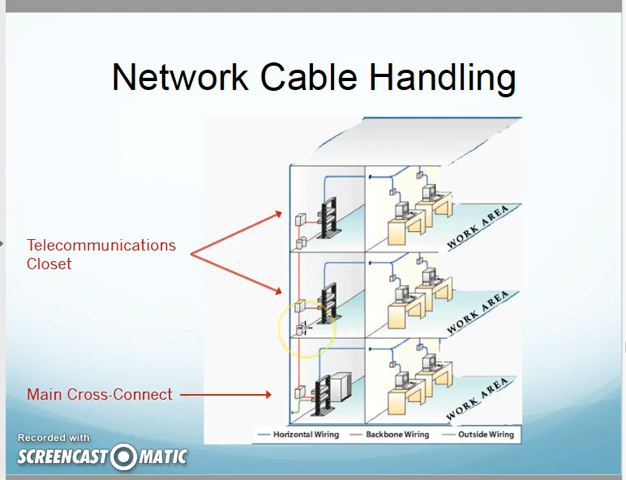 Network Cable Handling
Telecommunications
Closet
WORK AREA
WORK AREA
Main Cross-Connect
WORK AREA
Horizontal Wiring
Backbone Wiring
Outside Wiring
Recorded with
SCREENCAST-O-MATIC